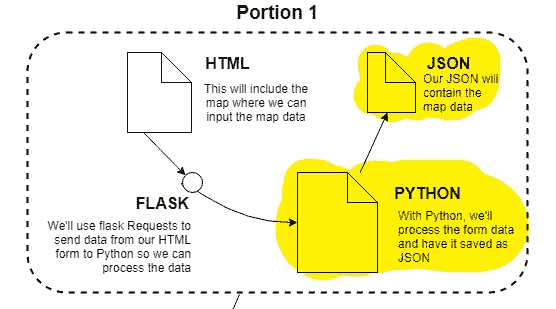 Portion 1
HTML
This will include the
map where we can
input the map data
JSON
Our JSON will
contain the
map data
FLASK
We'll use flask Requests to
send data from our HTML
form to Python so we can
process the data
PYTHON
With Python, we'll
process the form data
and have it saved as
JSON